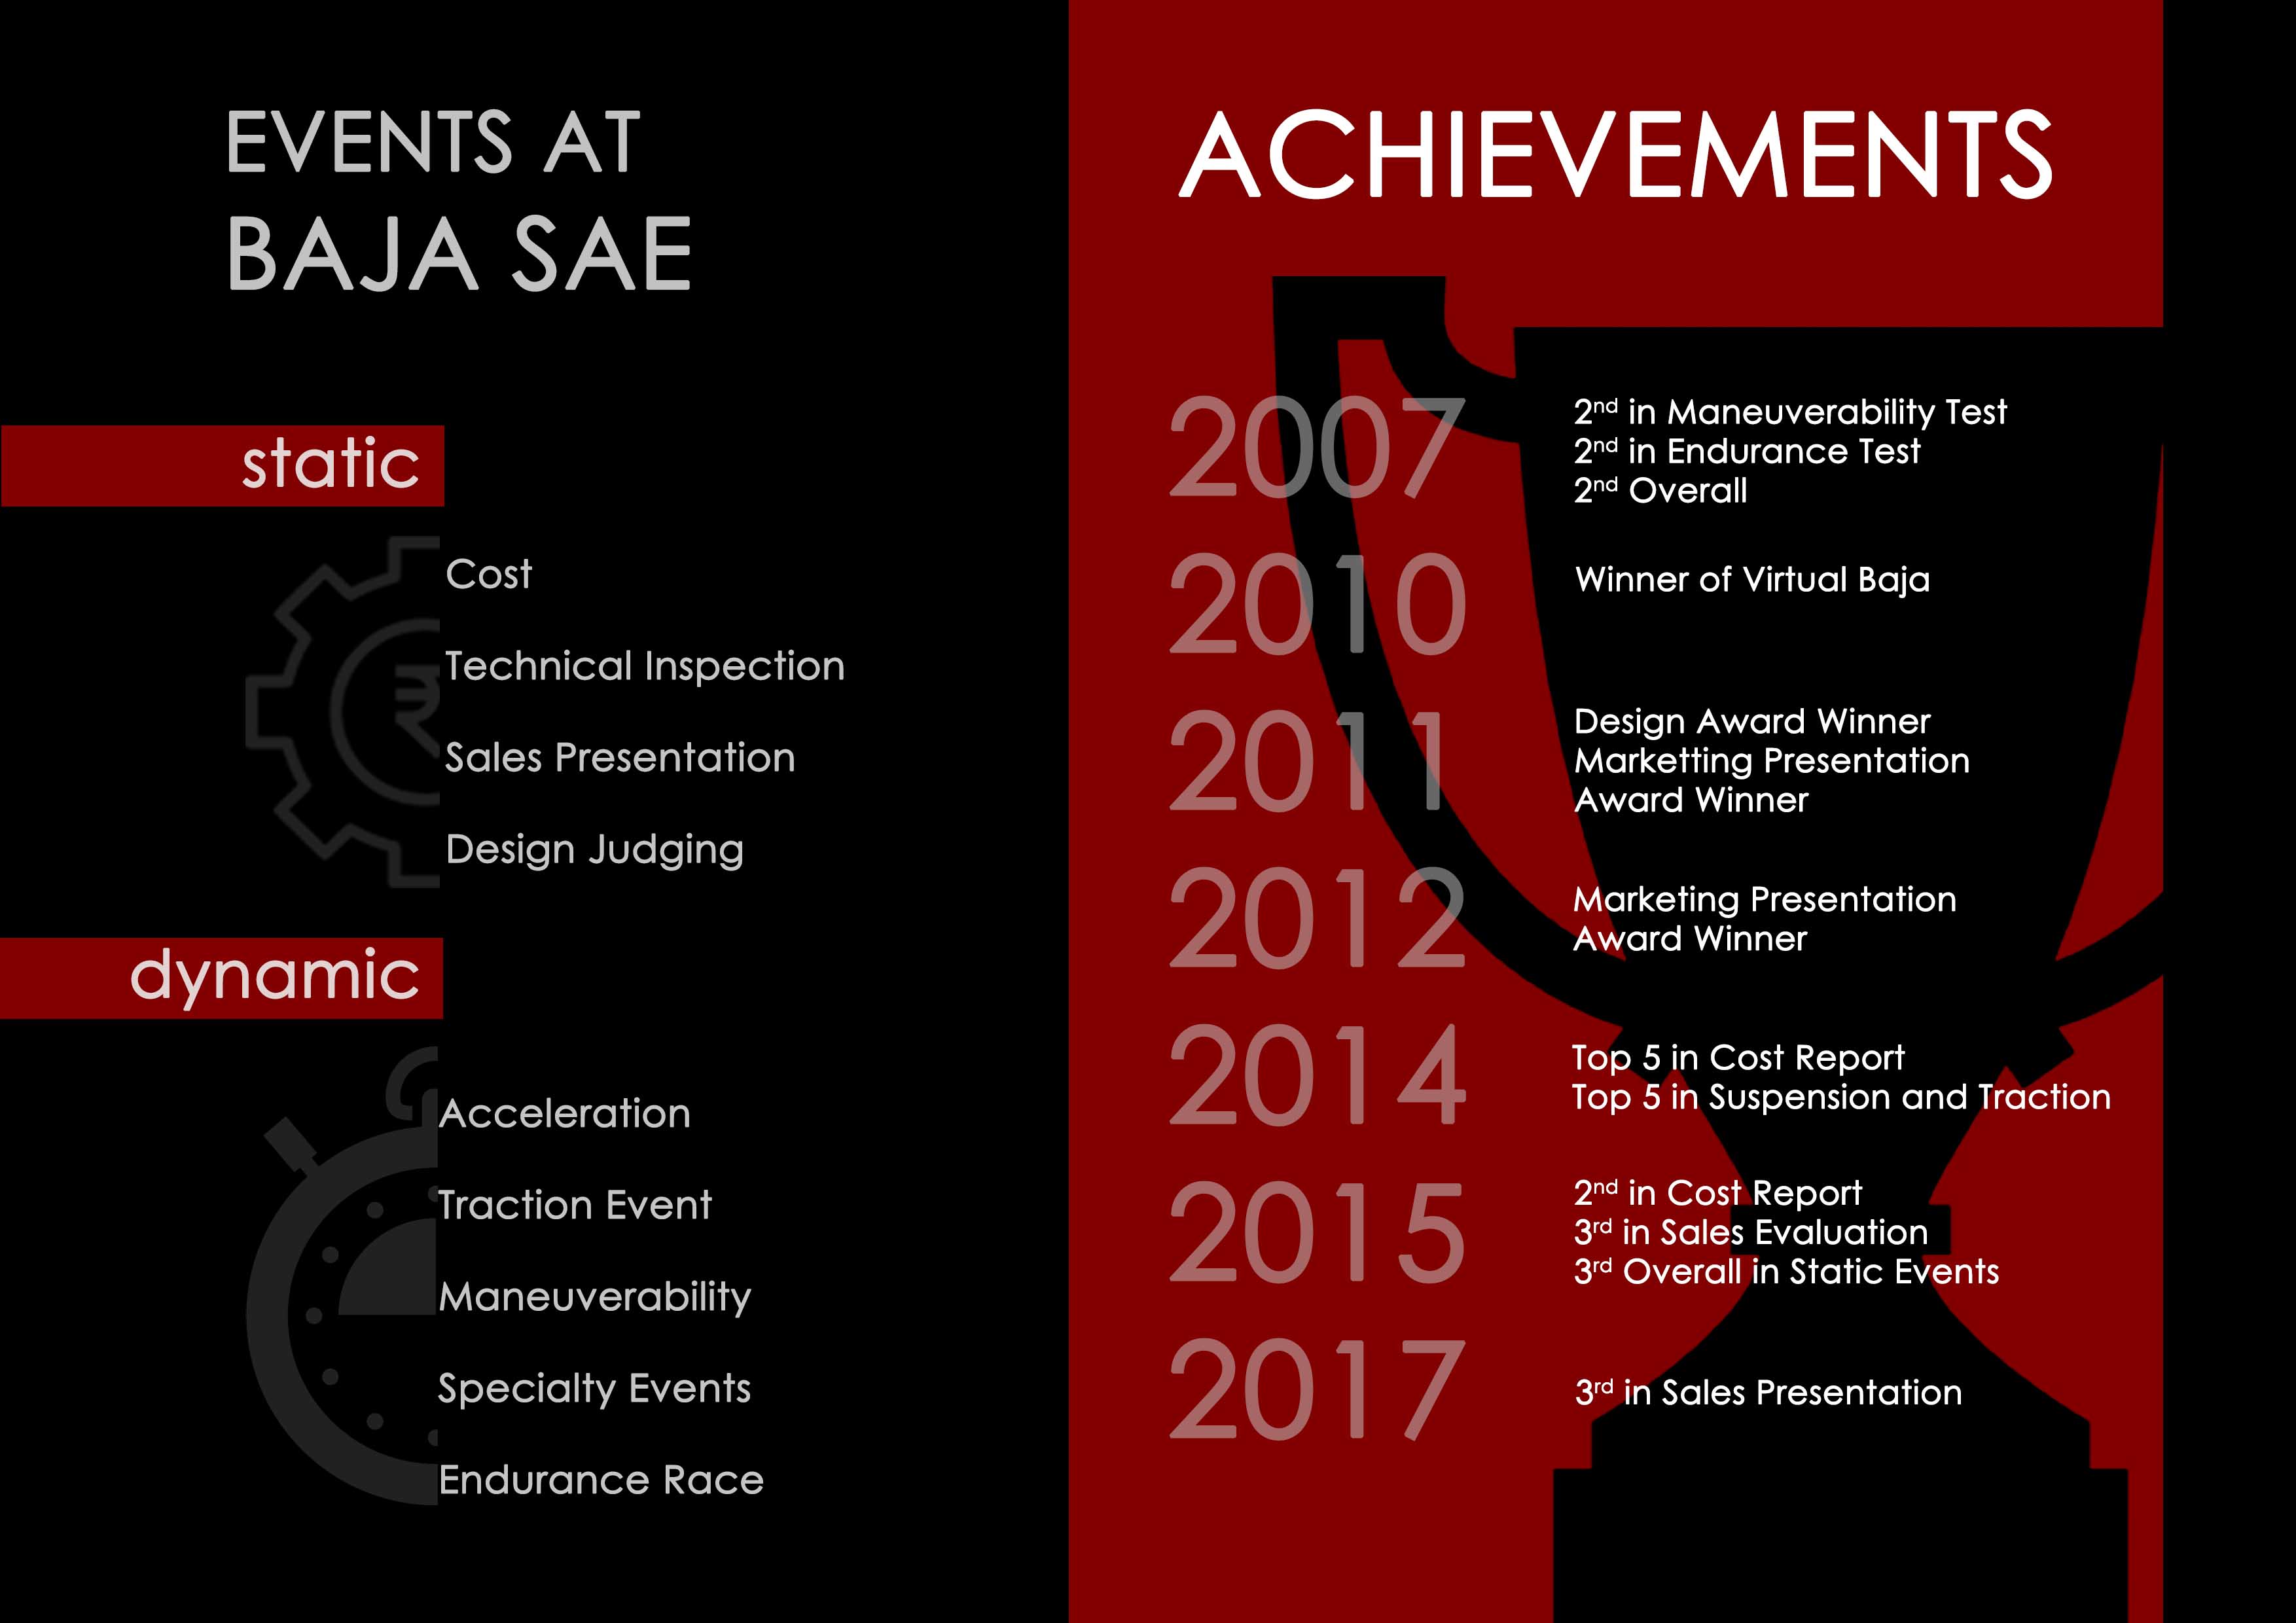 EVENTS AT
BAJA SAE
static
Cost
Technical Inspection
Sales Presentation
Design Judging
dynamic
Acceleration
Traction Event
Maneuverability
Specialty Events
Endurance Race
ACHIEVEMENTS
2007
2nd in Maneuverability Test
2nd in Endurance Test
2nd Overall
2010
Winner of Virtual Baja
2011
Design Award Winner
Marketting Presentation
Award Winner
2012
Marketing Presentation
Award Winner
2014
Top 5 in Cost Report
Top 5 in Suspension and Traction
2015
2nd in Cost Report
3rd in Sales Evaluation
3rd Overall in Static Events
2017
3rd in Sales Presentation